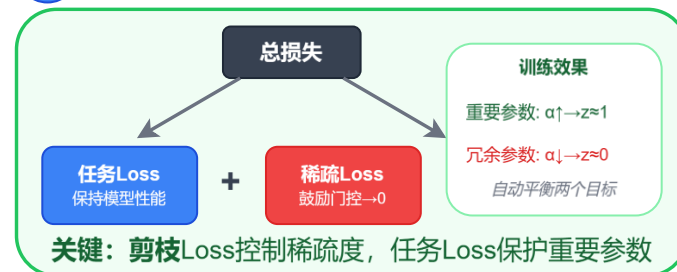 总损失
训练效果
重要参数: α↑→z≈1
冗余参数: α↓→z≈0
自动平衡两个目标
任务Loss
保持模型性能
+
稀疏Loss
鼓励门控→0
关键：剪枝Loss控制稀疏度，任务Loss保护重要参数